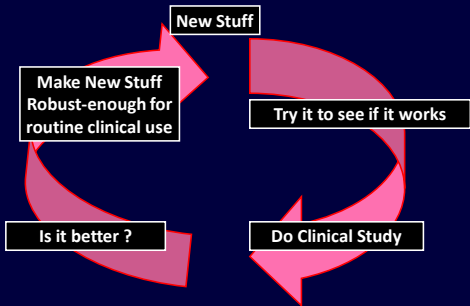 New Stuff
Try it to see if it works
Do Clinical Study
Is it better ?
Make New Stuff
Robust-enough for
routine clinical use